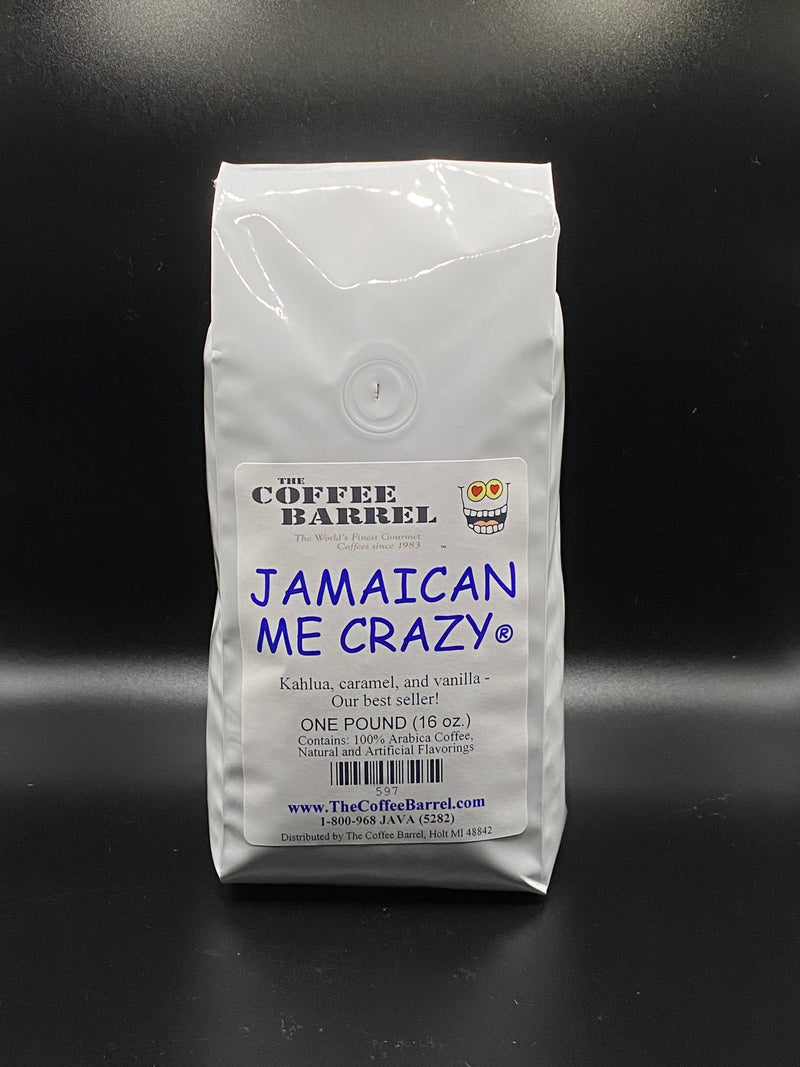 THE
COFFEE
BARREL
The World's Finest Gourmet
Coffees since 1983
™
JAMAICAN
ME CRAZY®
Kahlua, caramel, and vanilla -
Our best seller!
ONE POUND (16 oz.)
Contains: 100% Arabica Coffee,
Natural and Artificial Flavorings
597
www.TheCoffeeBarrel.com
1-800-968 JAVA (5282)
Distributed by The Coffee Barrel, Holt MI 48842